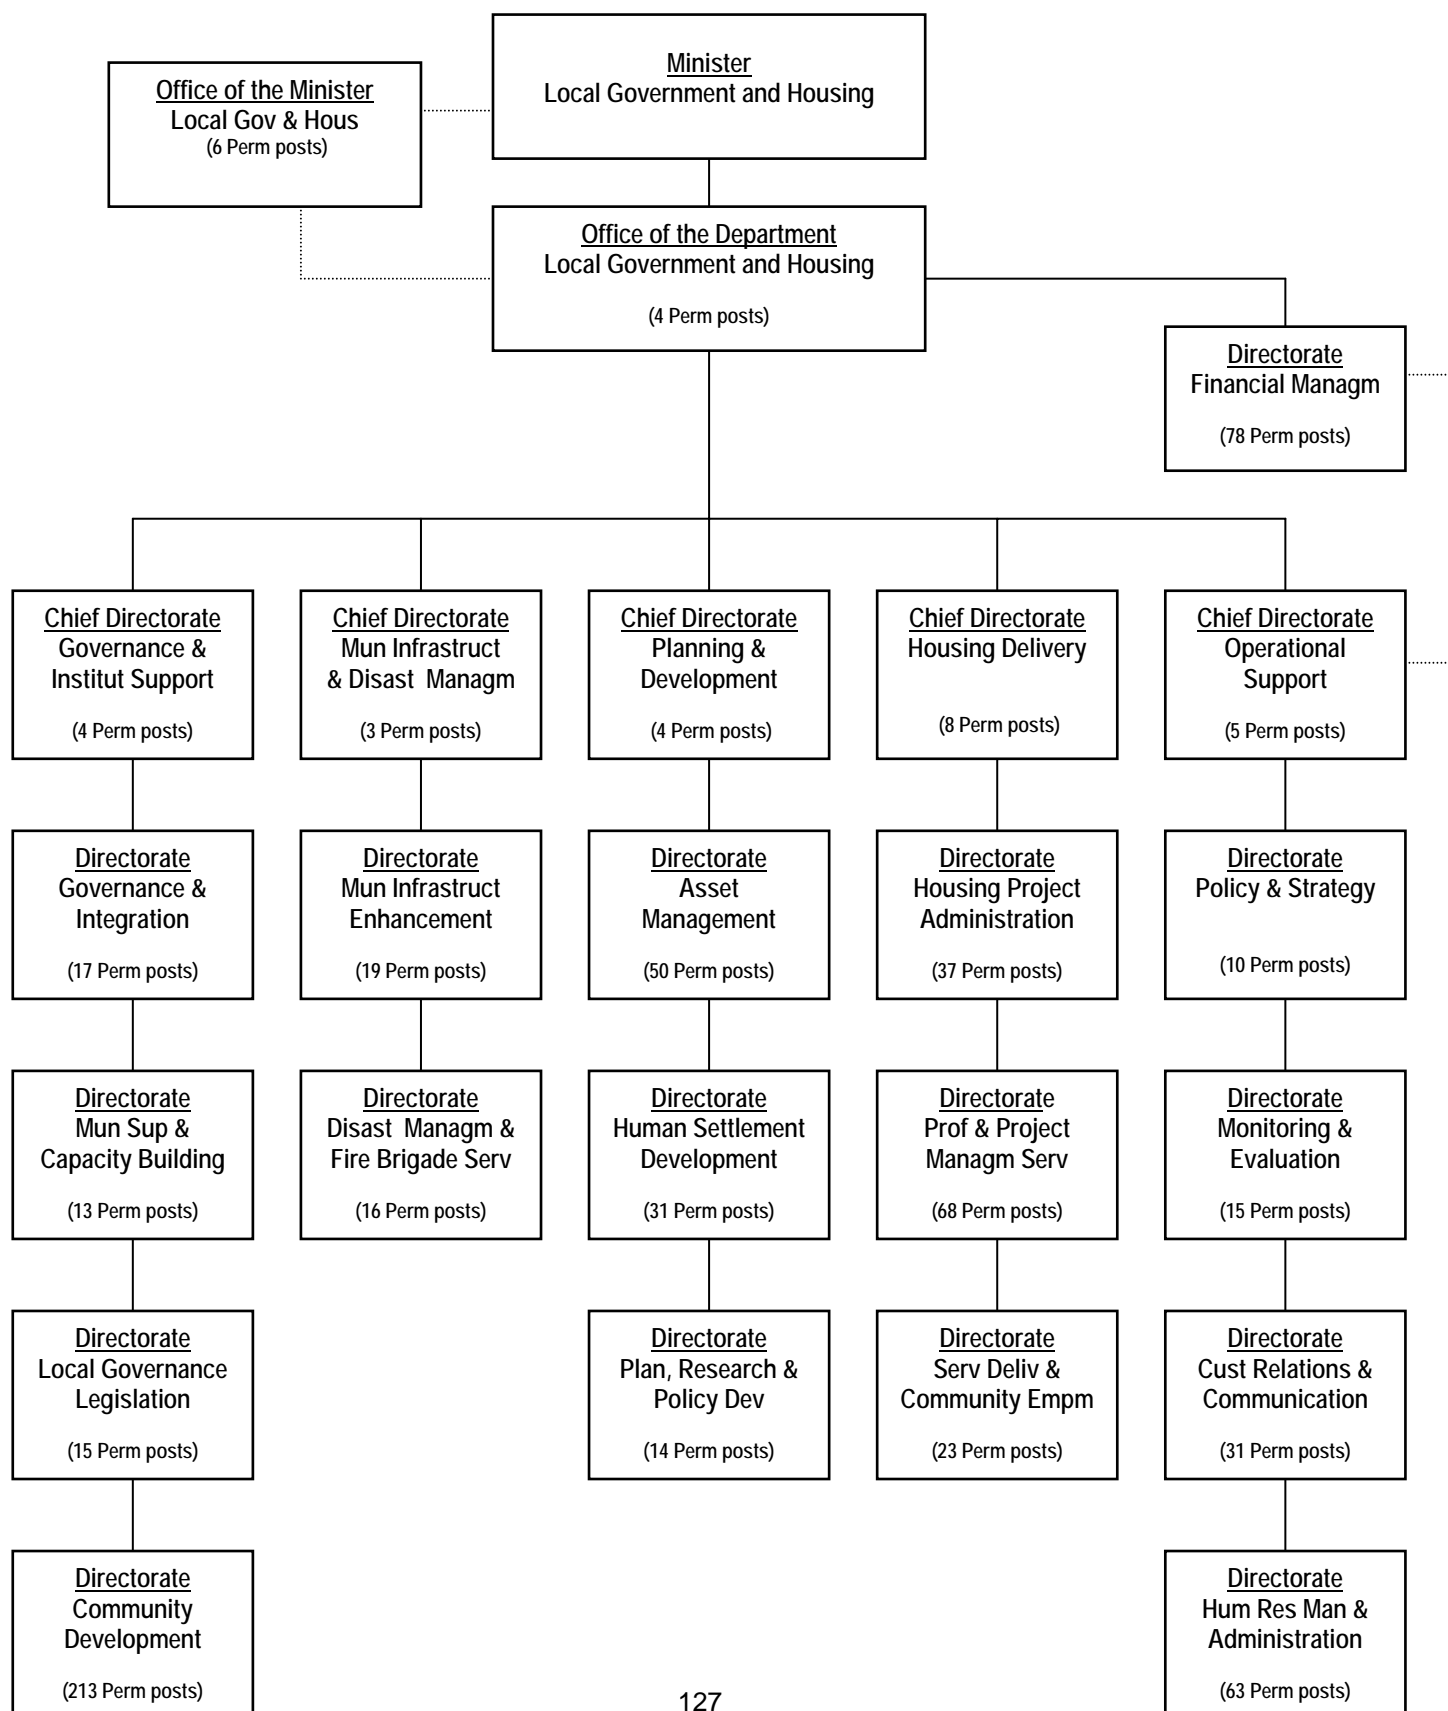 Minister
Local Government and Housing
Office of the Minister
Local Gov & Hous
(6 Perm posts)
Office of the Department
Local Government and Housing
(4 Perm posts)
Directorate
Financial Managm
(78 Perm posts)
Chief Directorate
Governance &
Institut Support
(4 Perm posts)
Chief Directorate
Mun Infrastruct
& Disast Managm
(3 Perm posts)
Chief Directorate
Planning &
Development
(4 Perm posts)
Chief Directorate
Housing Delivery
(8 Perm posts)
Chief Directorate
Operational
Support
(5 Perm posts)
Directorate
Governance &
Integration
(17 Perm posts)
Directorate
Mun Infrastruct
Enhancement
(19 Perm posts)
Directorate
Asset
Management
(50 Perm posts)
Directorate
Housing Project
Administration
(37 Perm posts)
Directorate
Policy & Strategy
(10 Perm posts)
Directorate
Mun Sup &
Capacity Building
(13 Perm posts)
Directorate
Disast Managm &
Fire Brigade Serv
(16 Perm posts)
Directorate
Human Settlement
Development
(31 Perm posts)
Directorate
Prof & Project
Managm Serv
(68 Perm posts)
Directorate
Monitoring &
Evaluation
(15 Perm posts)
Directorate
Local Governance
Legislation
(15 Perm posts)
Directorate
Plan, Research &
Policy Dev
(14 Perm posts)
Directorate
Serv Deliv &
Community Empm
(23 Perm posts)
Directorate
Cust Relations &
Communication
(31 Perm posts)
Directorate
Community
Development
(213 Perm posts)
Directorate
Hum Res Man &
Administration
(63 Perm posts)
127